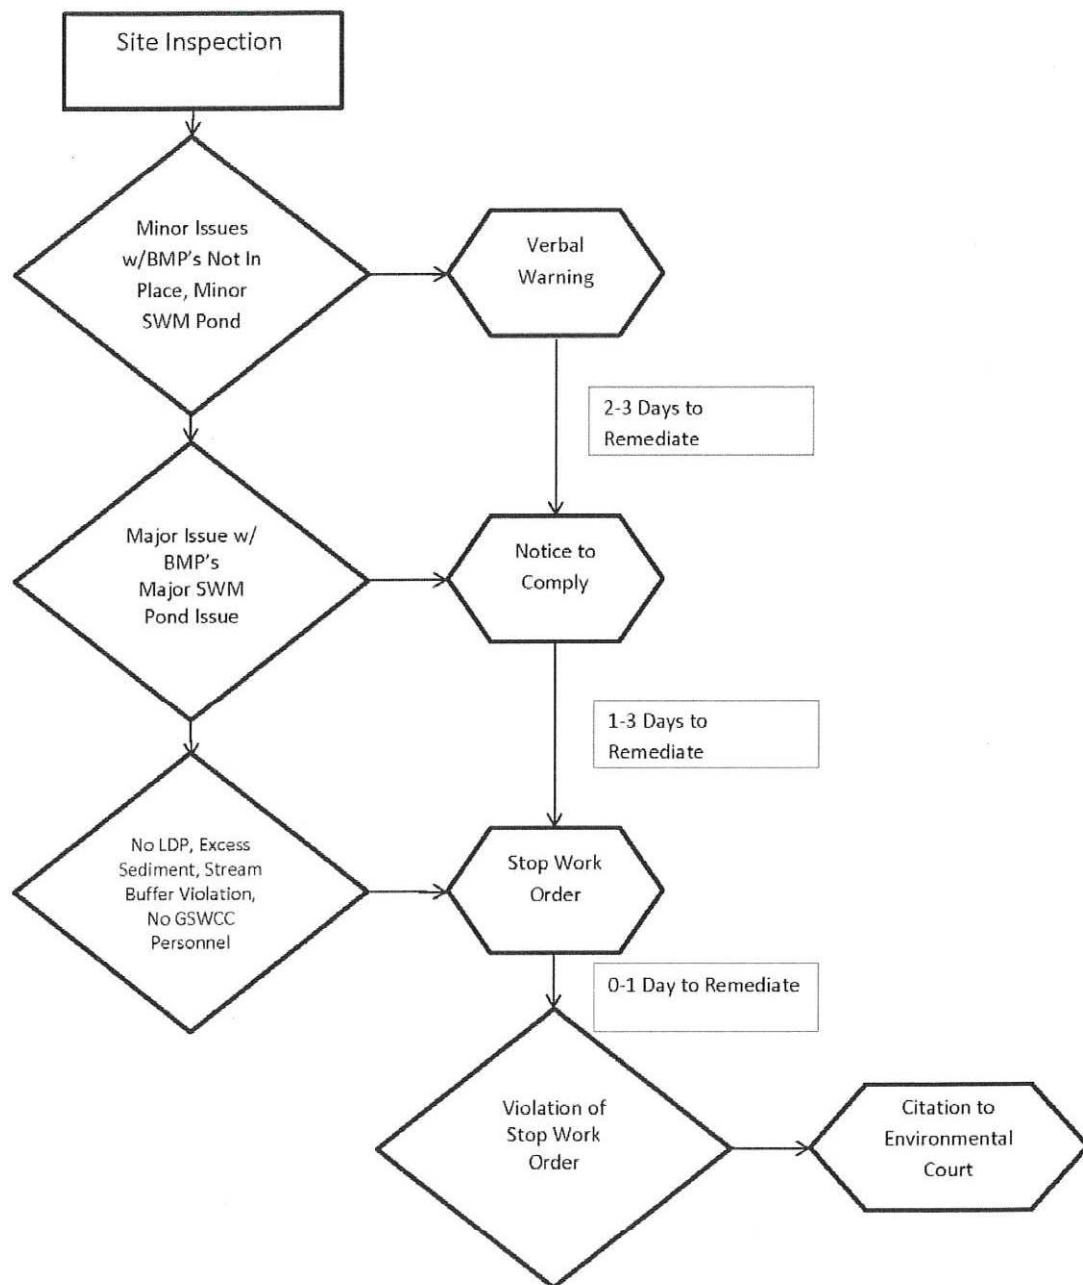 Site Inspection
Minor Issues
w/BMP's Not In
Place, Minor
SWM Pond
Verbal
Warning
2-3 Days to
Remediate
Major Issue w/
BMP's
Major SWM
Pond Issue
Notice to
Comply
1-3 Days to
Remediate
No LDP, Excess
Sediment, Stream
Buffer Violation,
No GSWCC
Personnel
Stop Work
Order
0-1 Day to Remediate
Violation of
Stop Work
Order
Citation to
Environmental
Court